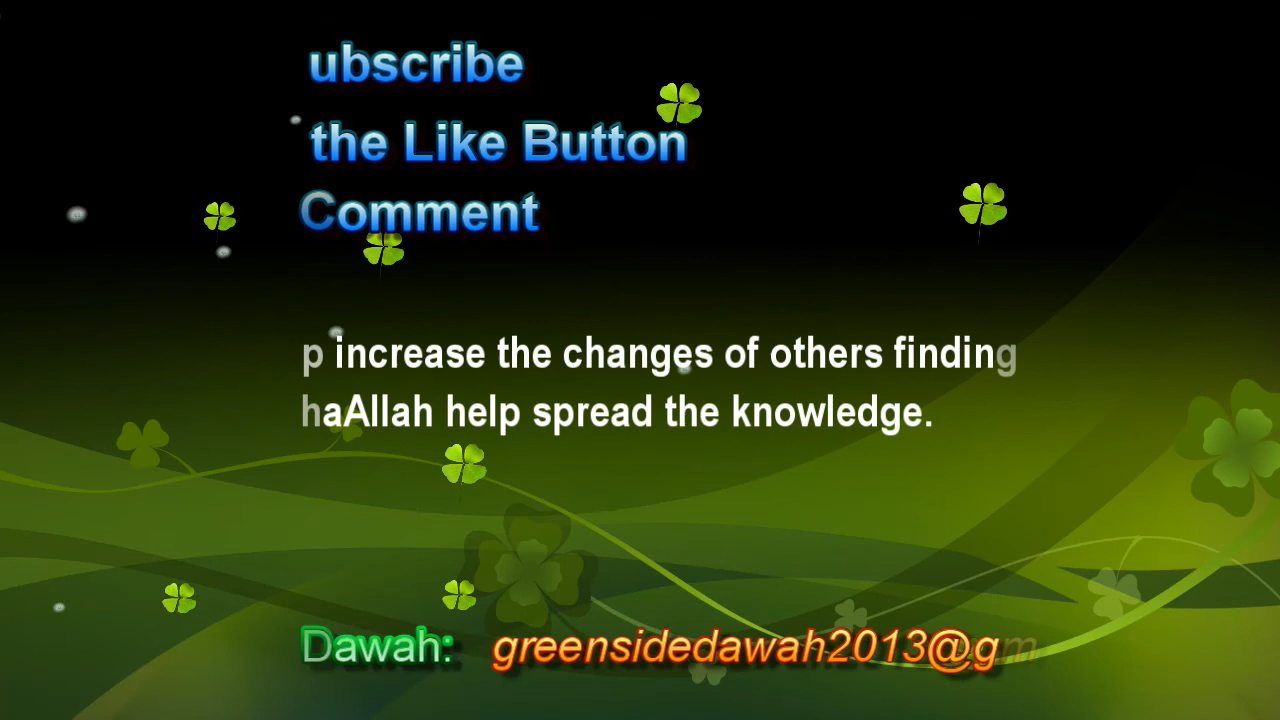 ubscribe
the Like Button
Comment
p increase the changes of others finding
haAllah help spread the knowledge.
Dawah: greensidedawah2013@g